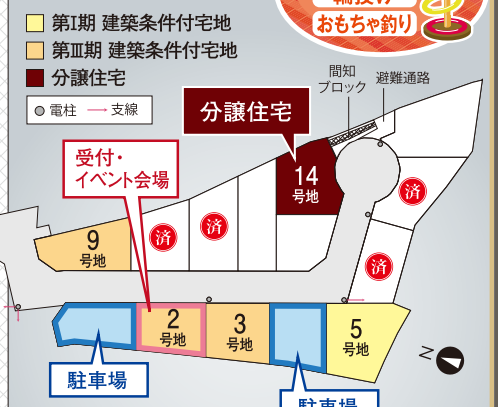 輪投げ
おもちゃ釣り
第Ⅰ期 建築条件付宅地
第Ⅲ期 建築条件付宅地
分譲住宅
電柱 支線
間知
ブロック
避難通路
分譲住宅
受付・
イベント会場
14
号地
済
済
済
済
9
号地
2
号地
3
号地
5
号地
N
駐車場
駐車場